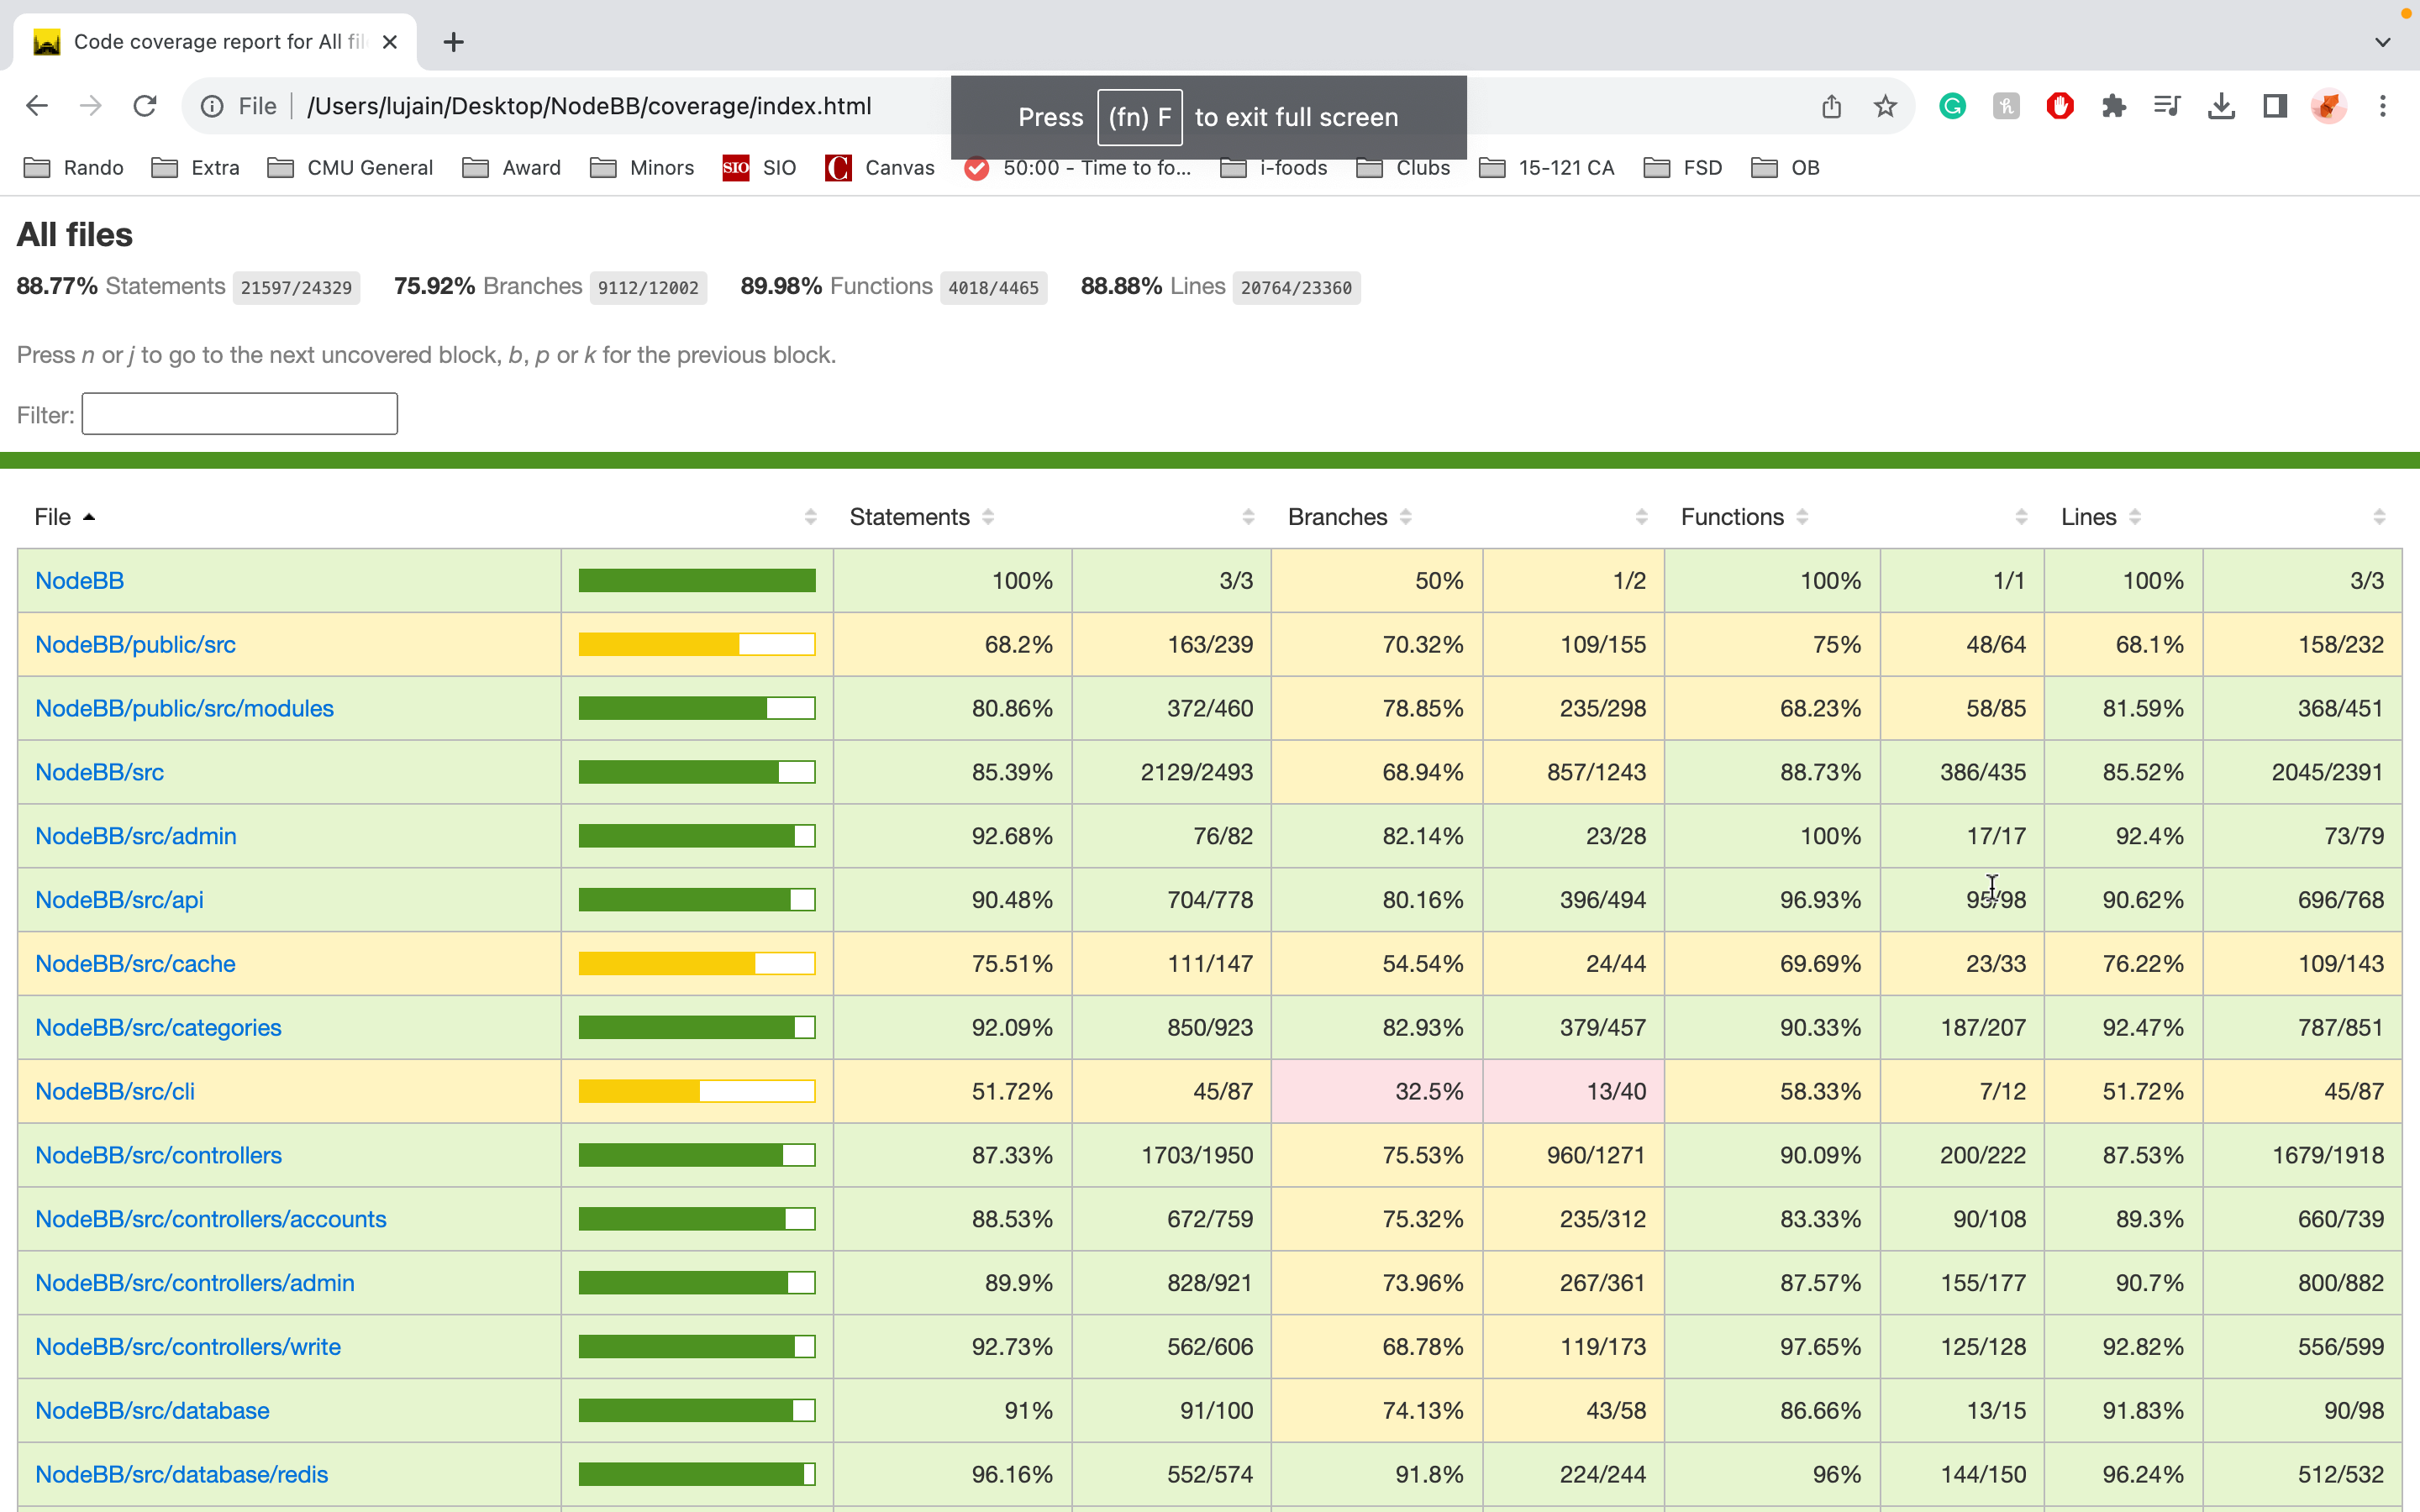 Code coverage report for All fil
File /Users/lujain/Desktop/NodeBB/coverage/index.html
Press (fn) F to exit full screen
Rando Extra CMU General Award Minors SIO SIO Canvas 50:00 - Time to fo... i-foods Clubs 15-121 CA FSD OB
All files
88.77% Statements 21597/24329 75.92% Branches 9112/12002 89.98% Functions 4018/4465 88.88% Lines 20764/23360
Press n or j to go to the next uncovered block, b, p or k for the previous block.
Filter:
File Statements Branches Functions Lines
NodeBB 100% 3/3 50% 1/2 100% 1/1 100% 3/3
NodeBB/public/src 68.2% 163/239 70.32% 109/155 75% 48/64 68.1% 158/232
NodeBB/public/src/modules 80.86% 372/460 78.85% 235/298 68.23% 58/85 81.59% 368/451
NodeBB/src 85.39% 2129/2493 68.94% 857/1243 88.73% 386/435 85.52% 2045/2391
NodeBB/src/admin 92.68% 76/82 82.14% 23/28 100% 17/17 92.4% 73/79
NodeBB/src/api 90.48% 704/778 80.16% 396/494 96.93% 95/98 90.62% 696/768
NodeBB/src/cache 75.51% 111/147 54.54% 24/44 69.69% 23/33 76.22% 109/143
NodeBB/src/categories 92.09% 850/923 82.93% 379/457 90.33% 187/207 92.47% 787/851
NodeBB/src/cli 51.72% 45/87 32.5% 13/40 58.33% 7/12 51.72% 45/87
NodeBB/src/controllers 87.33% 1703/1950 75.53% 960/1271 90.09% 200/222 87.53% 1679/1918
NodeBB/src/controllers/accounts 88.53% 672/759 75.32% 235/312 83.33% 90/108 89.3% 660/739
NodeBB/src/controllers/admin 89.9% 828/921 73.96% 267/361 87.57% 155/177 90.7% 800/882
NodeBB/src/controllers/write 92.73% 562/606 68.78% 119/173 97.65% 125/128 92.82% 556/599
NodeBB/src/database 91% 91/100 74.13% 43/58 86.66% 13/15 91.83% 90/98
NodeBB/src/database/redis 96.16% 552/574 91.8% 224/244 96% 144/150 96.24% 512/532